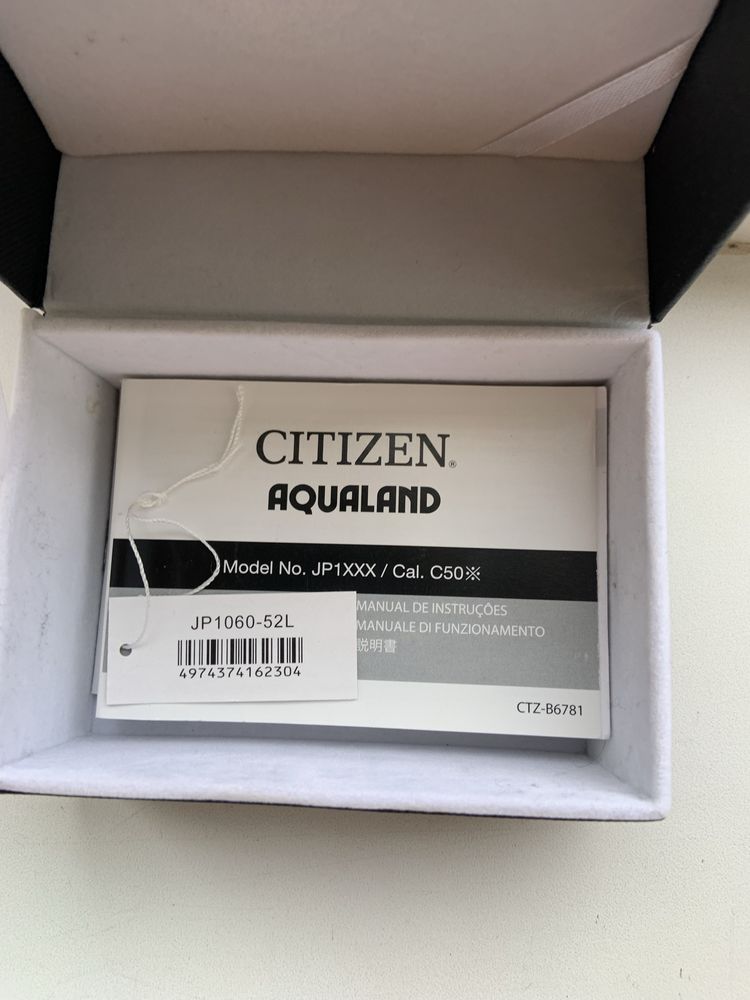 CITIZEN®
AQUALAND
Model No. JP1XXX / Cal. C50※
MANUAL DE INSTRUÇÕES
MANUALE DI FUNZIONAMENTO
説明書
JP1060-52L
4974374162304
CTZ-B6781